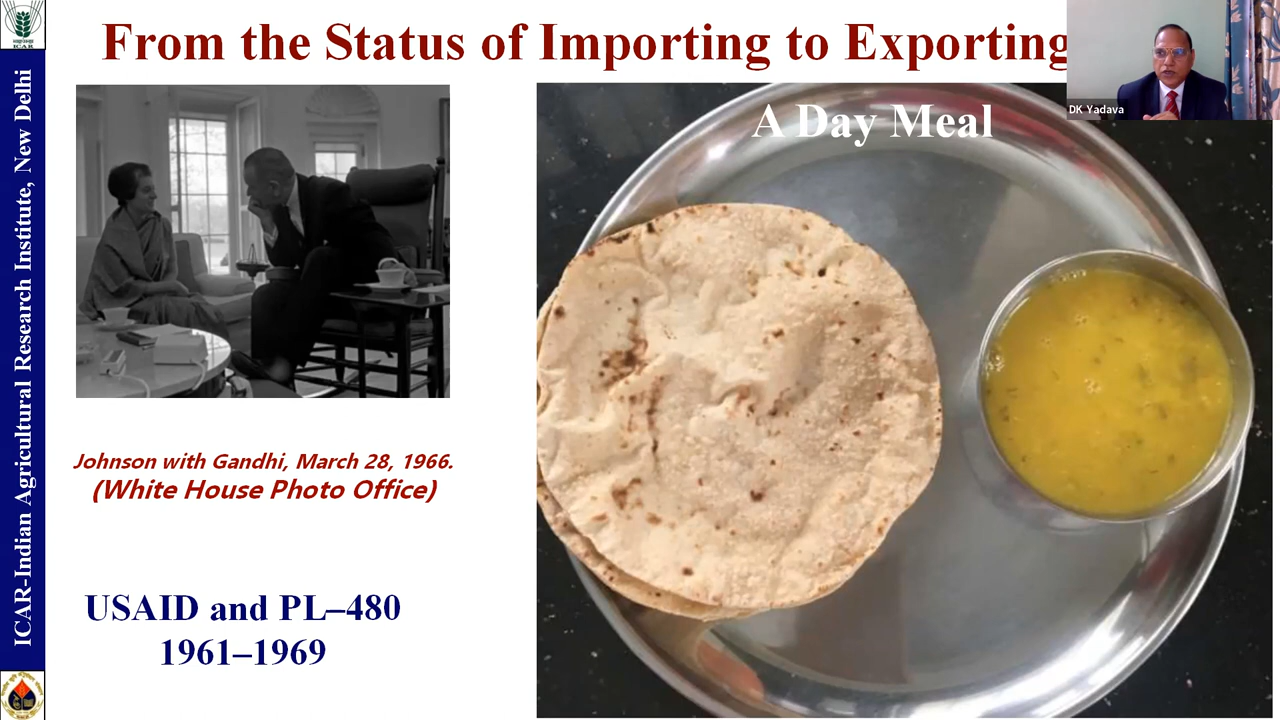 From the Status of Importing to Exporting
DK Yadava
A Day Meal
ICAR-Indian Agricultural Research Institute, New Delhi
Johnson with Gandhi, March 28, 1966.
(White House Photo Office)
USAID and PL–480
1961–1969
ICAR